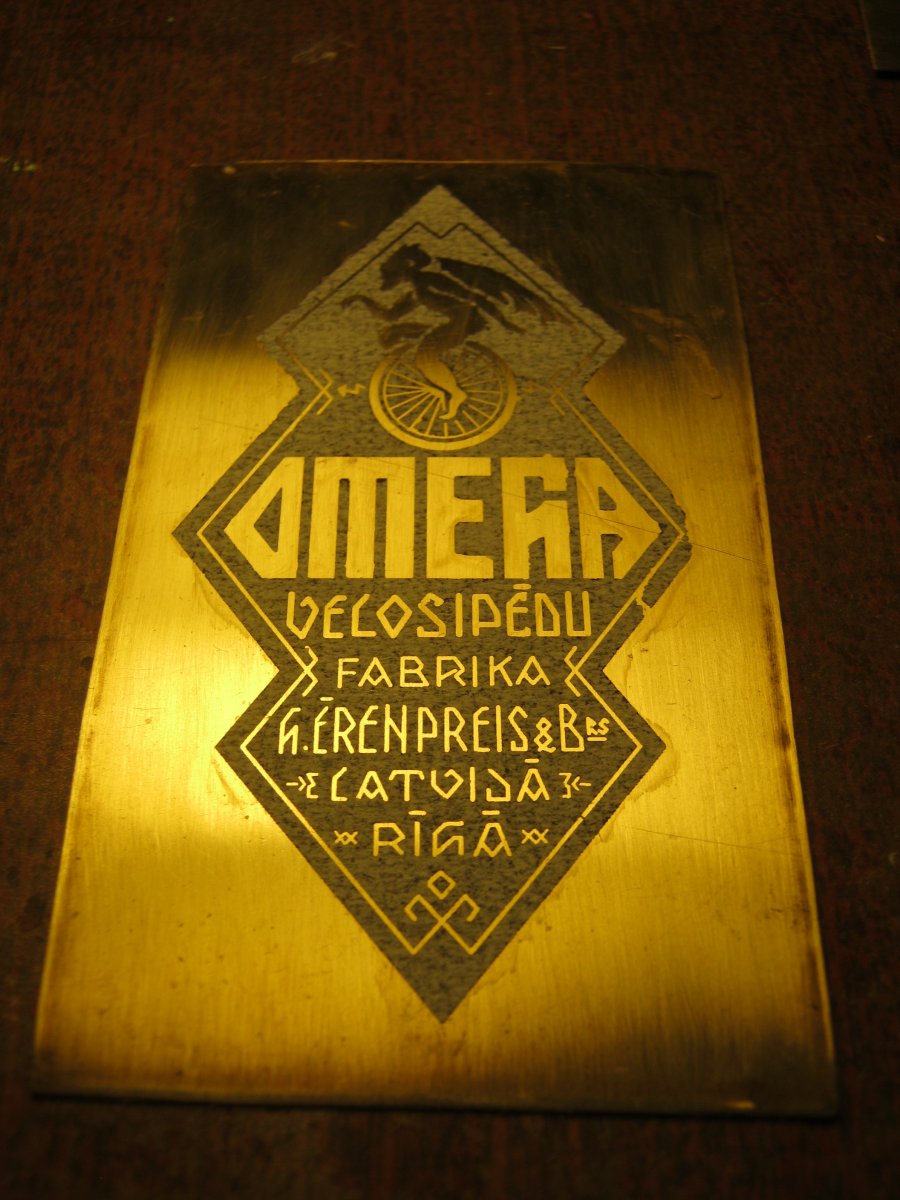 OMEGA
VELOSIPĒDU
FABRIKA
G.ĒRENPREIS&Brs
LATVIJĀ
RĪGĀ